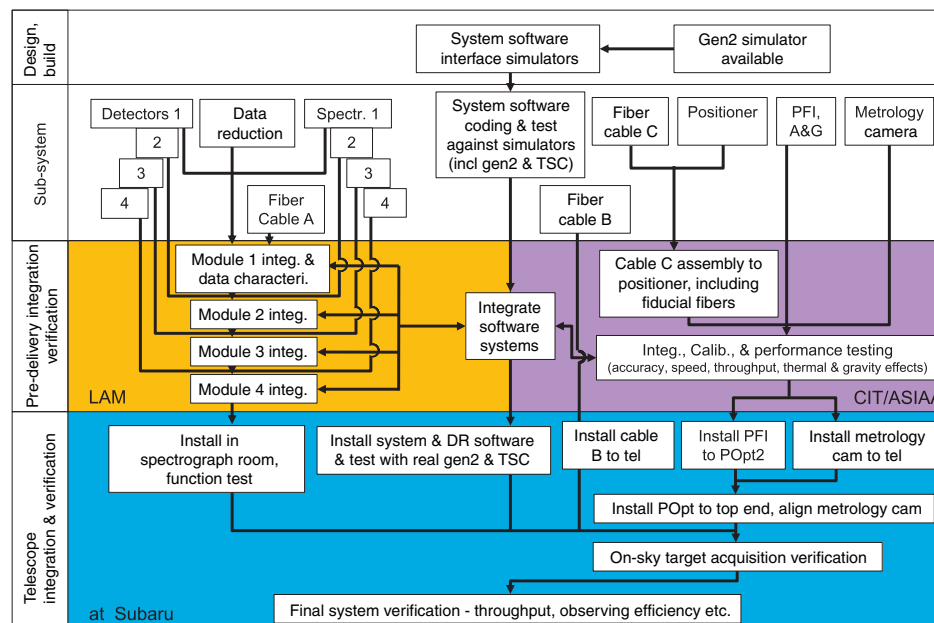 Design,
build
System software
interface simulators
Gen2 simulator
available
Sub-system
Detectors 1
2
3
4
Data
reduction
Spectr. 1
2
3
4
Fiber
Cable A
System software
coding & test
against simulators
(incl gen2 & TSC)
Fiber
cable B
Fiber
cable C
Positioner
PFI,
A&G
Metrology
camera
Pre-delivery integration
verification
Module 1 integ. &
data characteri.
Module 2 integ.
Module 3 integ.
Module 4 integ.
LAM
Integrate
software
systems
Cable C assembly to
positioner, including
fiducial fibers
Integ., Calib., & performance testing
(accuracy, speed, throughput, thermal & gravity effects)
CIT/ASIAA
Telescope
integration & verification
Install in
spectrograph room,
function test
Install system & DR software
& test with real gen2 & TSC
Install cable
B to tel
Install PFI
to POpt2
Install metrology
cam to tel
Install POpt to top end, align metrology cam
On-sky target acquisition verification
Final system verification - throughput, observing efficiency etc.
at Subaru